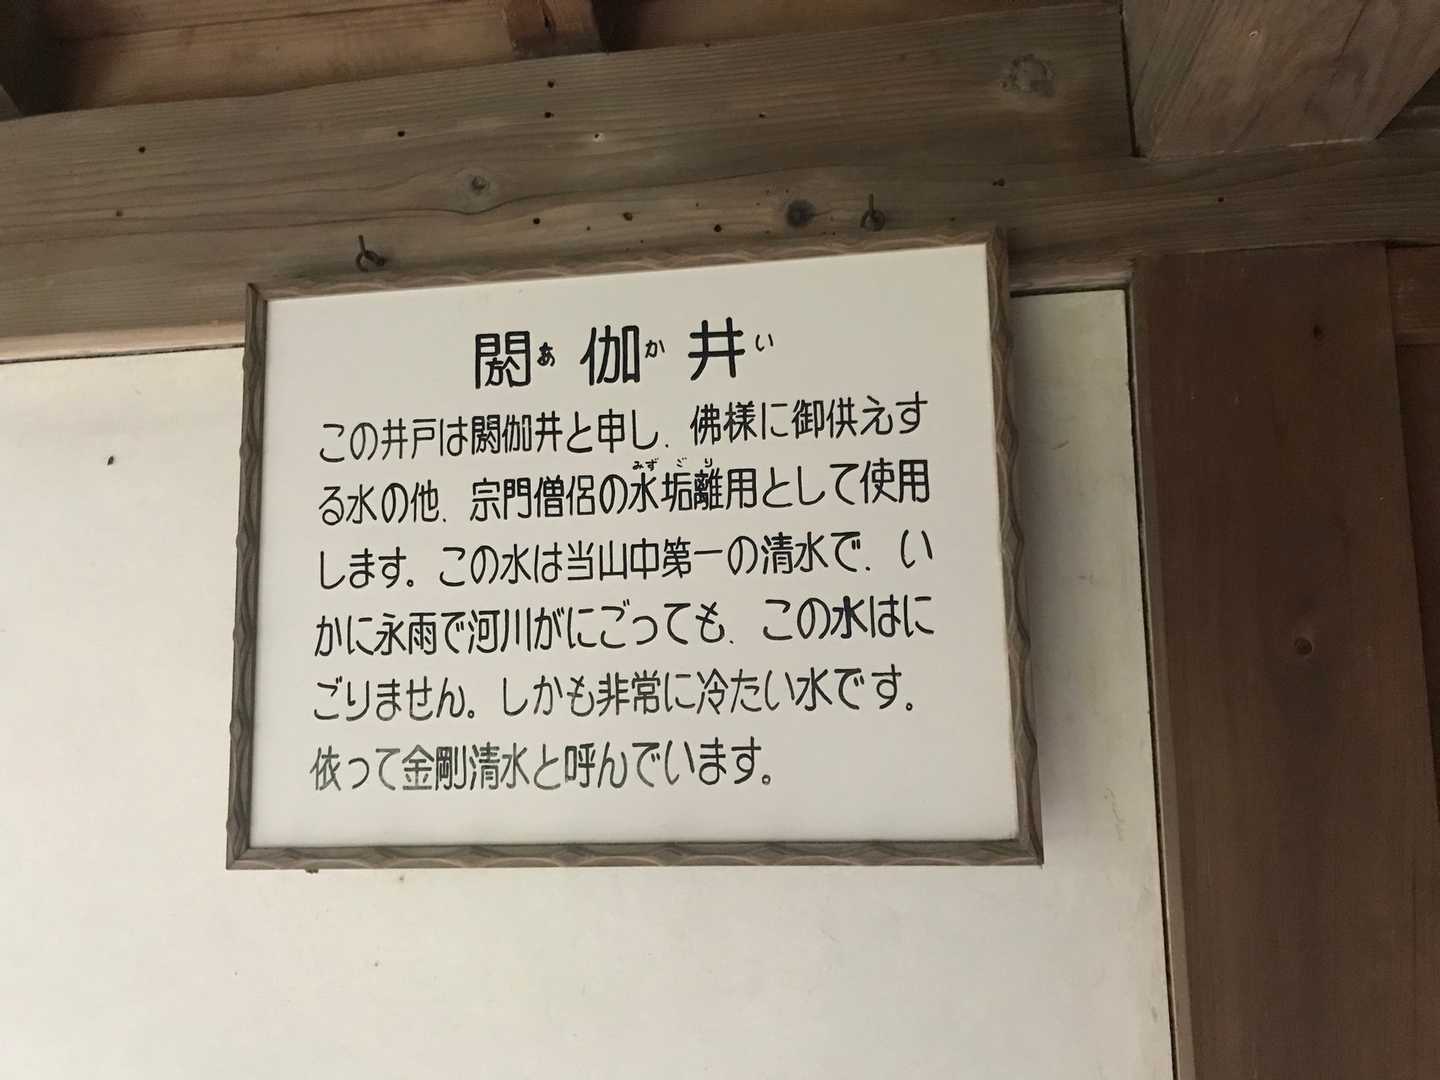 閼あ伽か井い
この井戸は閼伽井と申し、佛様に御供えす
る水の他、宗門僧侶の水垢離用として使用
みず ごり
します。この水は当山中第一の清水で、い
かに永雨で河川がにごっても、この水はに
ごりません。しかも非常に冷たい水です。
依って金剛清水と呼んでいます。